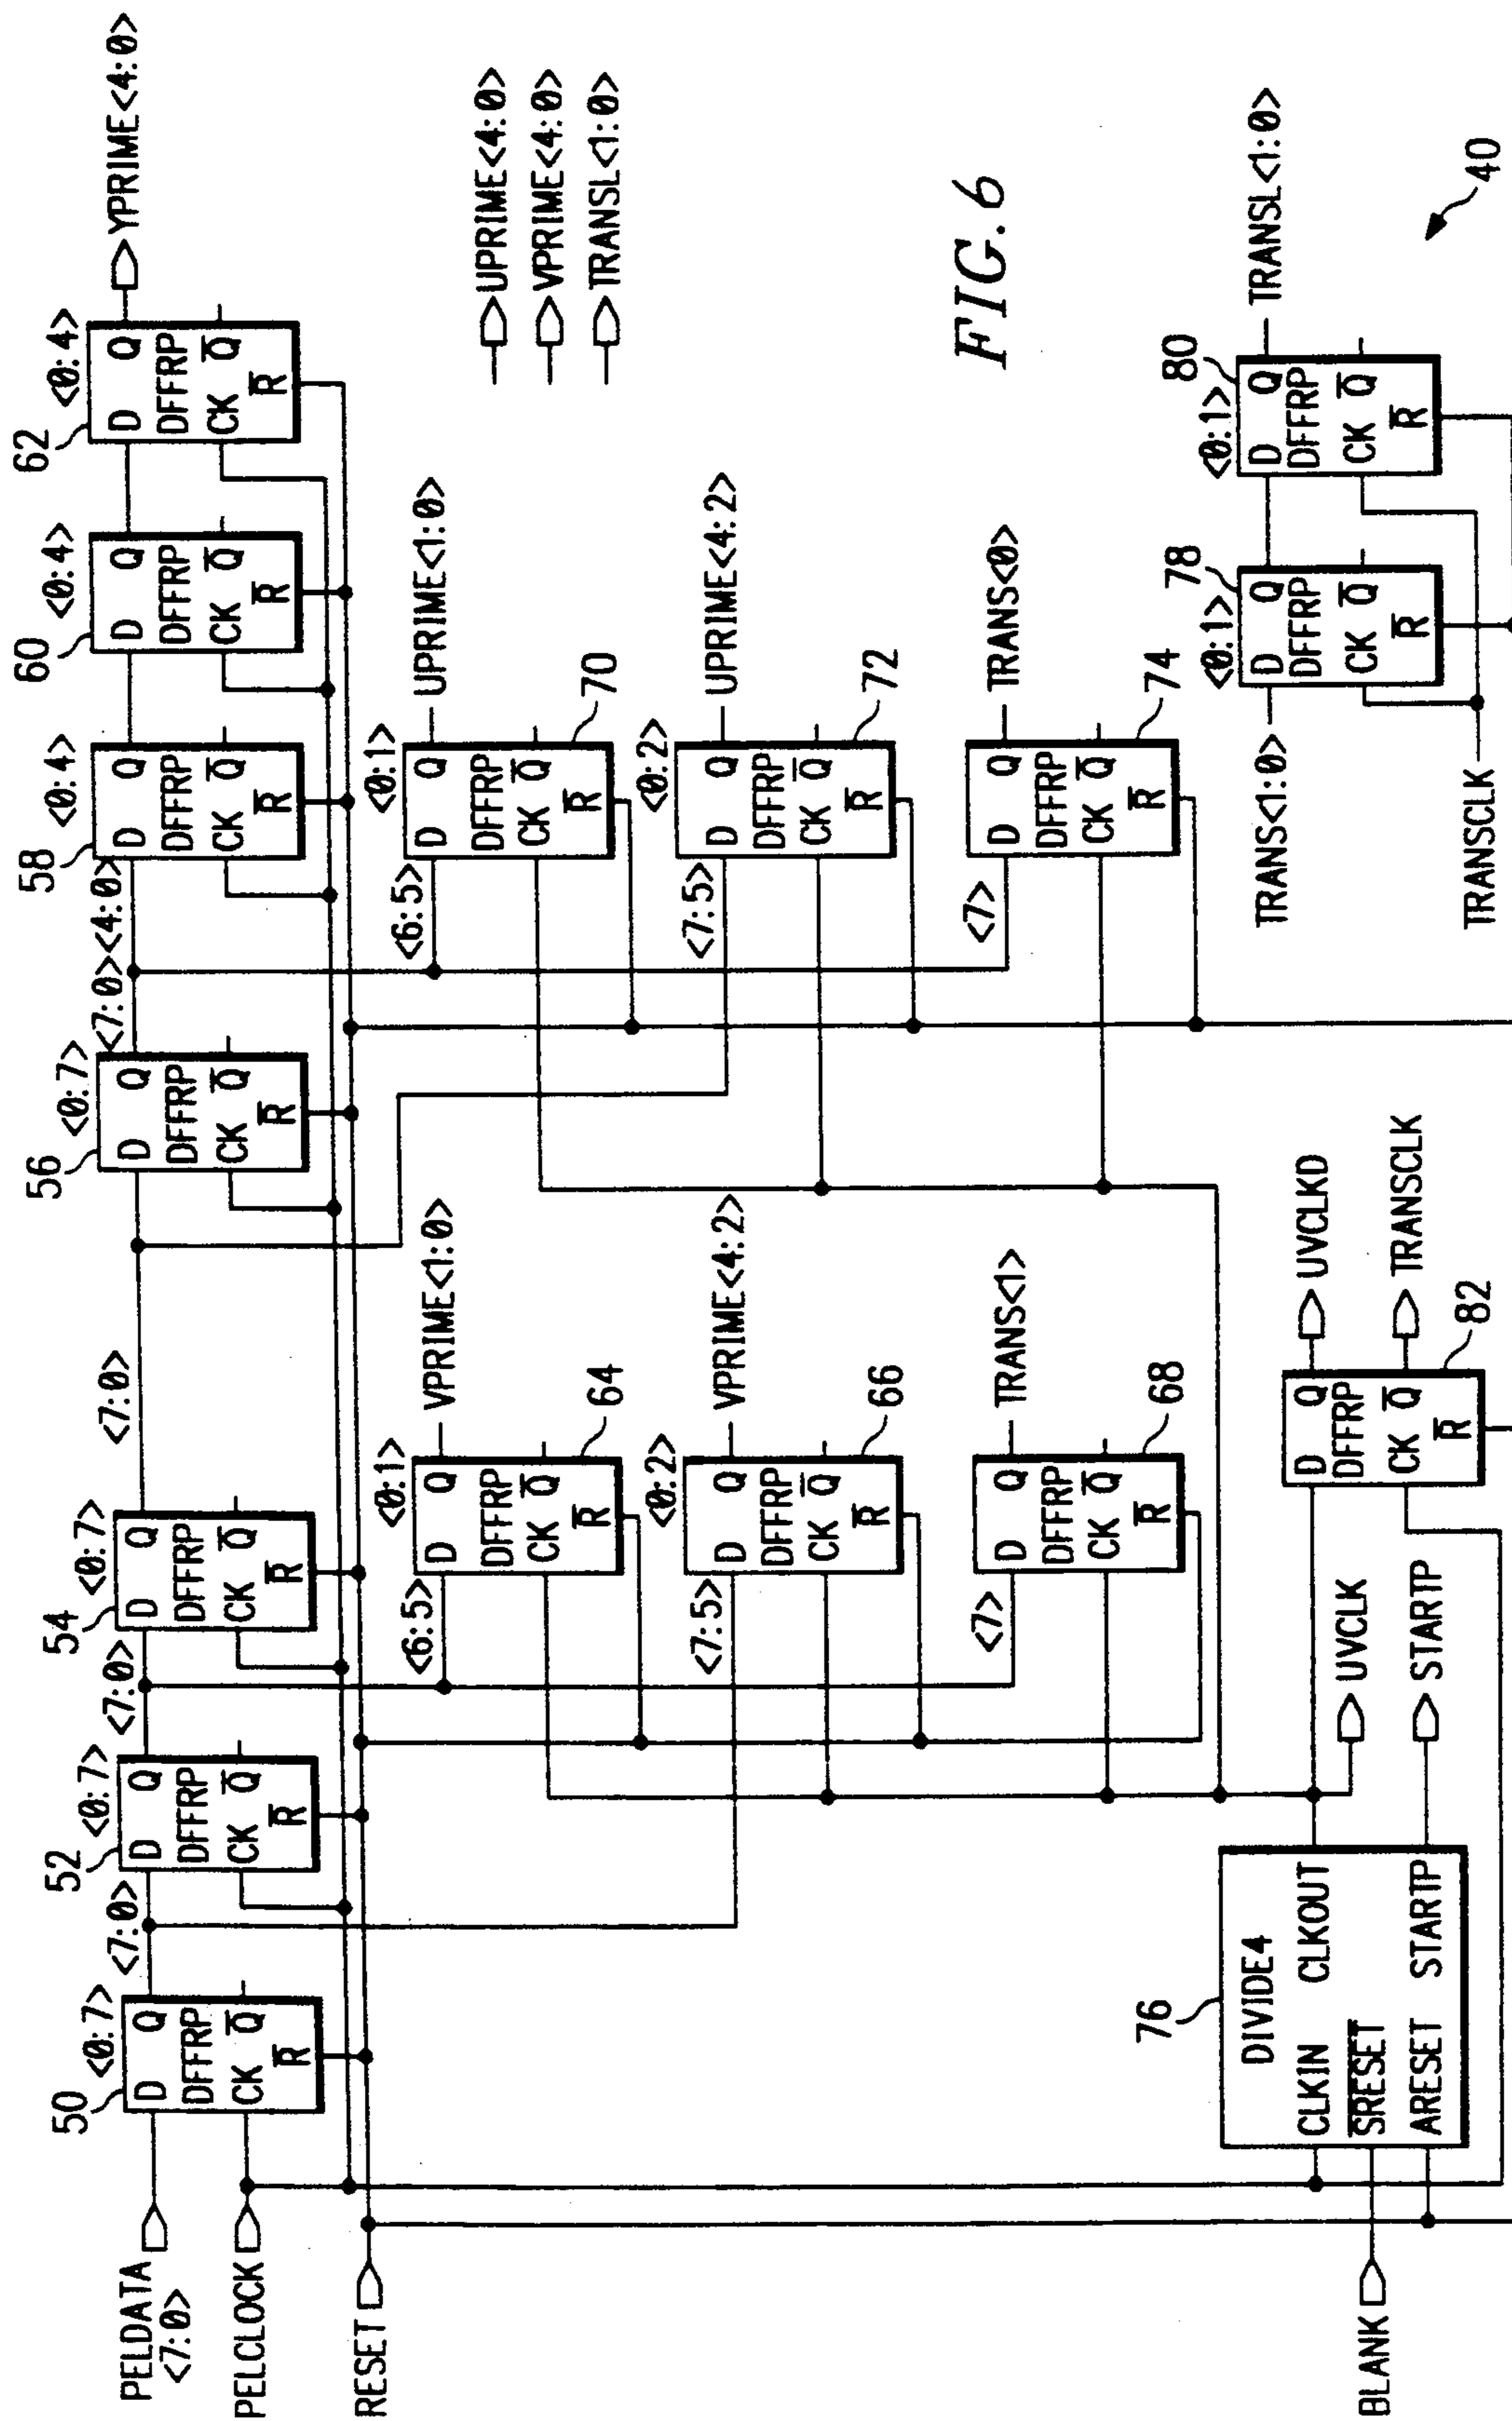 62
<0:4>
D Q
DFFRP
CK Q̅
R̅
YPRIME<4:0>
60
<0:4>
D Q
DFFRP
CK Q̅
R̅
58
<0:4>
D Q
DFFRP
CK Q̅
R̅
<7:0><4:0>
56
<0:7>
D Q
DFFRP
CK Q̅
R̅
<7:0>
54
<0:7>
D Q
DFFRP
CK Q̅
R̅
<7:0>
52
<0:7>
D Q
DFFRP
CK Q̅
R̅
<7:0>
50
<0:7>
D Q
DFFRP
CK Q̅
R̅
PELDATA
<7:0>
PELCLOCK
RESET
UPRIME<4:0>
VPRIME<4:0>
TRANSL<1:0>
<6:5>
<0:1>
D Q
DFFRP
CK Q̅
R̅
UPRIME<1:0>
70
<7:5>
<0:2>
D Q
DFFRP
CK Q̅
R̅
UPRIME<4:2>
72
<7>
D Q
DFFRP
CK Q̅
R̅
TRANS<0>
74
<6:5>
<0:1>
D Q
DFFRP
CK Q̅
R̅
VPRIME<1:0>
64
<7:5>
<0:2>
D Q
DFFRP
CK Q̅
R̅
VPRIME<4:2>
66
<7>
D Q
DFFRP
CK Q̅
R̅
TRANS<1>
68
FIG. 6
TRANS<1:0>
TRANSCLK
<0:1>
78
D Q
DFFRP
CK Q̅
R̅
<0:1>
80
D Q
DFFRP
CK Q̅
R̅
TRANSL<1:0>
40
76
DIVIDE4
CLKIN CLKOUT
S̅R̅E̅S̅E̅T̅
ARESET STARTP
BLANK
UVCLK
STARTP
D Q
DFFRP
CK Q̅
R̅
82
UVCLKD
TRANSCLK